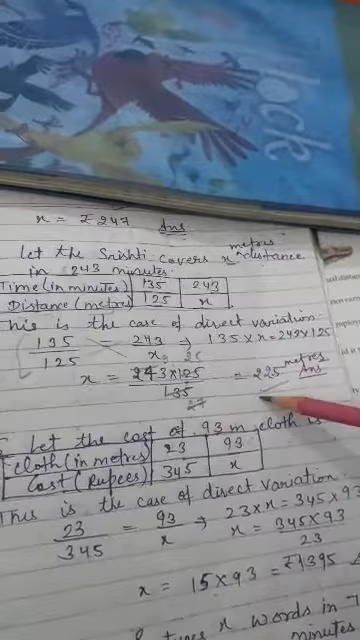 lock
x = ₹ 247 Ans
Let the Srishti covers x metres distance
in 243 minutes.
Time (in minutes) 135 243
Distance (metres) 125 x
This is the case of direct variation.
135/125 = 243/x ⇒ 135 × x = 243 × 125
x = 243 × 125 / 135 = 225 metres Ans
27
Let the cost of 93 m cloth is
cloth (in metres) 23 93
Cost (Rupees) 345 x
This is the case of direct variation
23/345 = 93/x ⇒ 23 × x = 345 × 93
x = 345 × 93 / 23
x = 15 × 93 = ₹1395
x words in
minutes